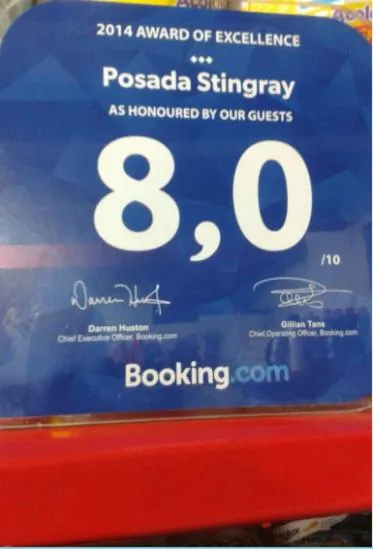 2014 AWARD OF EXCELLENCE
Posada Stingray
AS HONOURED BY OUR GUESTS
8,0
/10
Darren Huston
Chief Executive Officer, Booking.com
Gillian Tans
Chief Operating Officer, Booking.com
Booking.com